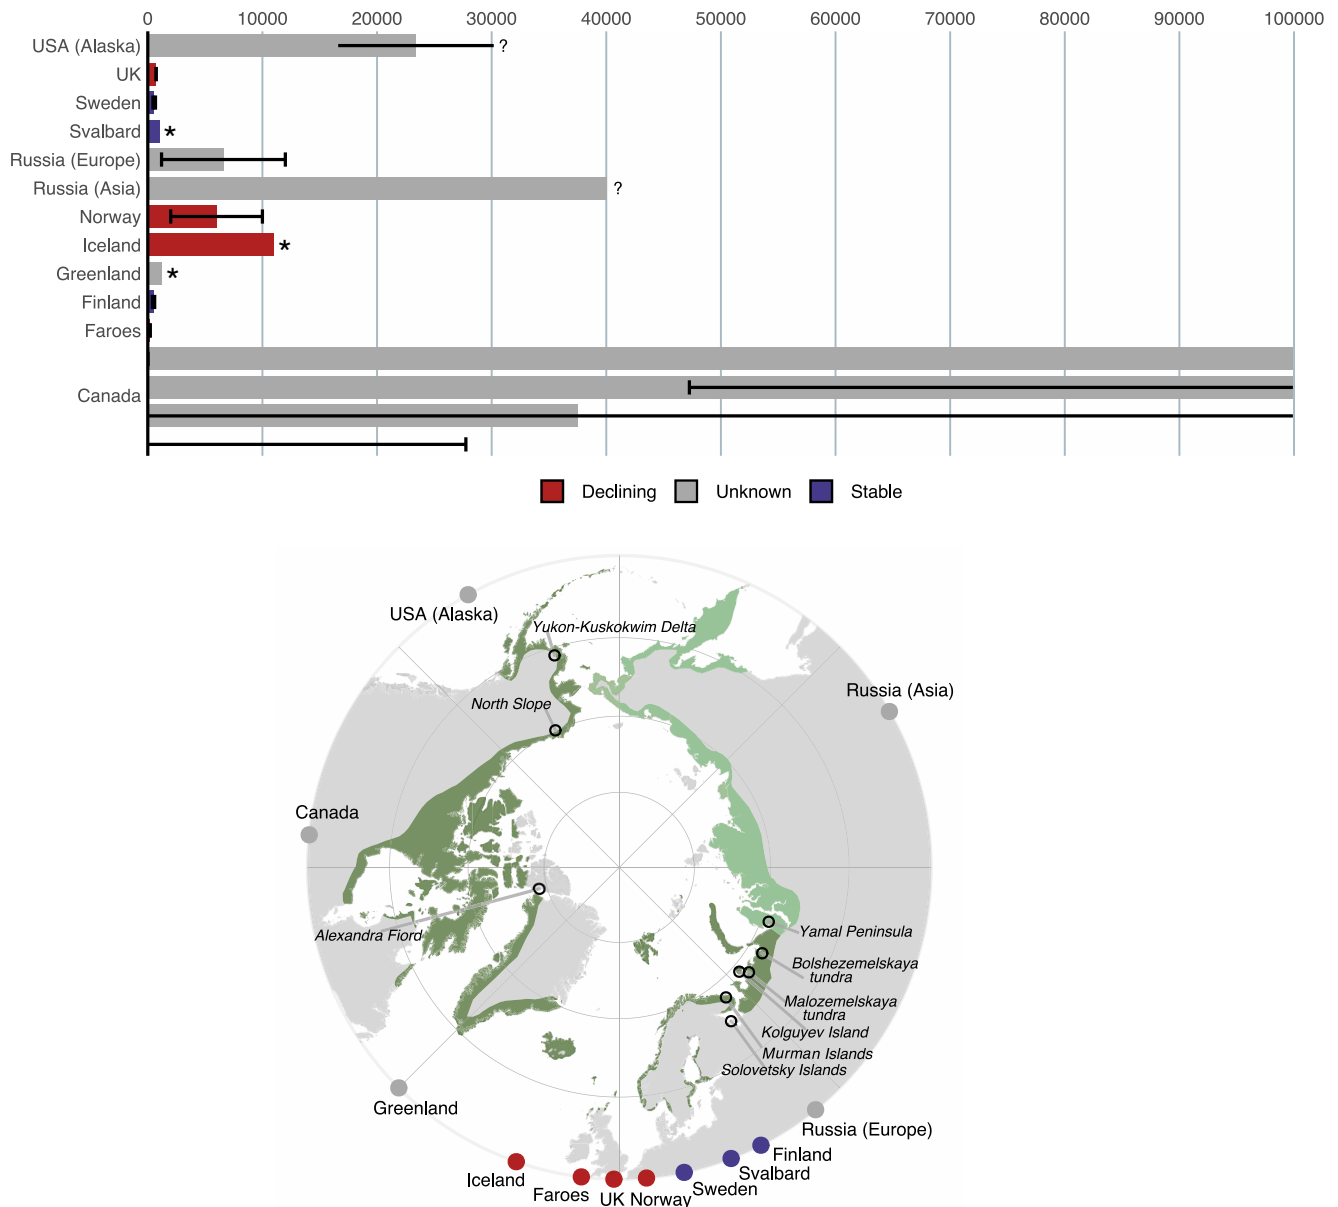 0 10000 20000 30000 40000 50000 60000 70000 80000 90000 100000
USA (Alaska) ?
UK
Sweden
Svalbard *
Russia (Europe)
Russia (Asia) ?
Norway
Iceland *
Greenland *
Finland
Faroes
Canada
Declining Unknown Stable
USA (Alaska)
Yukon-Kuskokwim Delta
Russia (Asia)
North Slope
Canada
Alexandra Fiord
Yamal Peninsula
Bolshezemelskaya
tundra
Malozemelskaya
tundra
Kolguyev Island
Murman Islands
Solovetsky Islands
Greenland
Russia (Europe)
Finland
Svalbard
Iceland
Sweden
Faroes
UK Norway